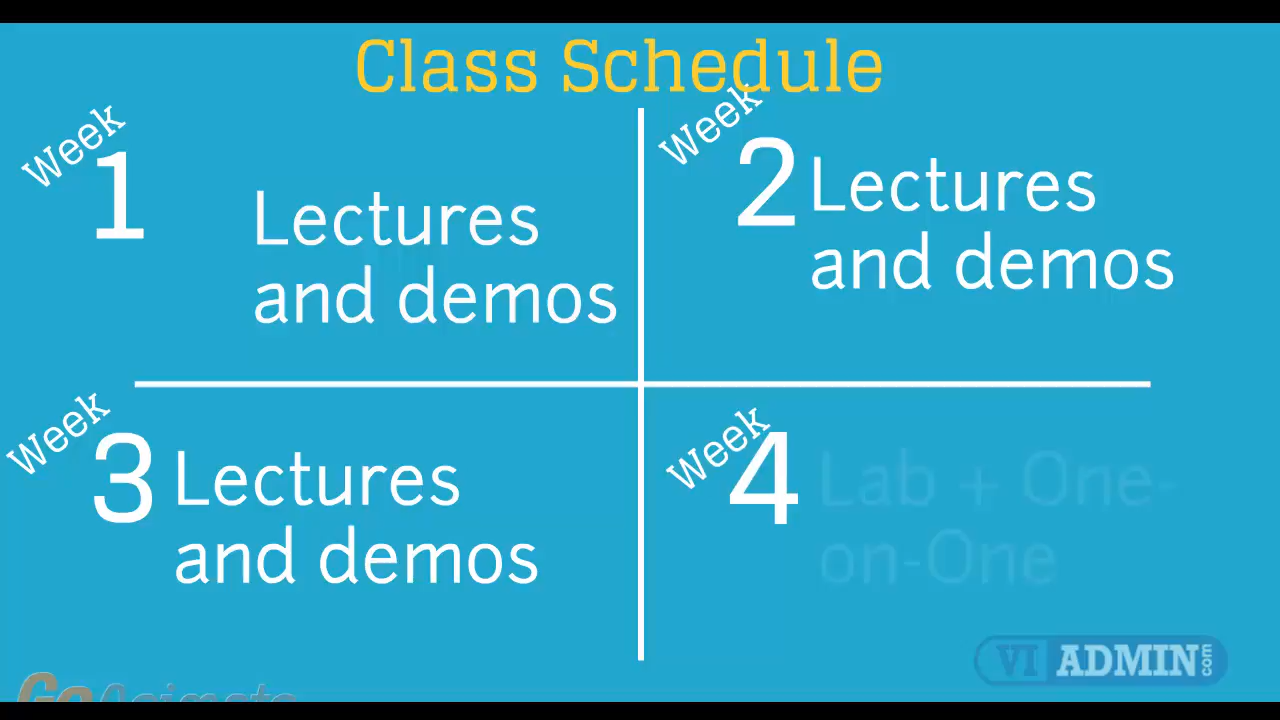 Class Schedule
Week
1
Lectures
and demos
Week
2
Lectures
and demos
Week
3
Lectures
and demos
Week
4
Lab + One-
on-One
VI ADMIN.com
GoAnimate